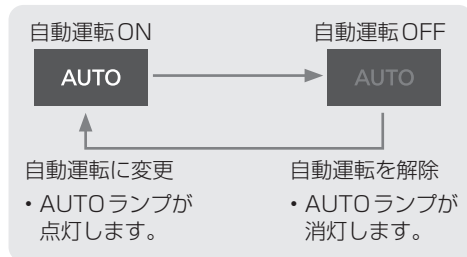 自動運転ON
自動運転OFF
AUTO
AUTO
自動運転に変更
・AUTOランプが
点灯します。
自動運転を解除
・AUTOランプが
消灯します。